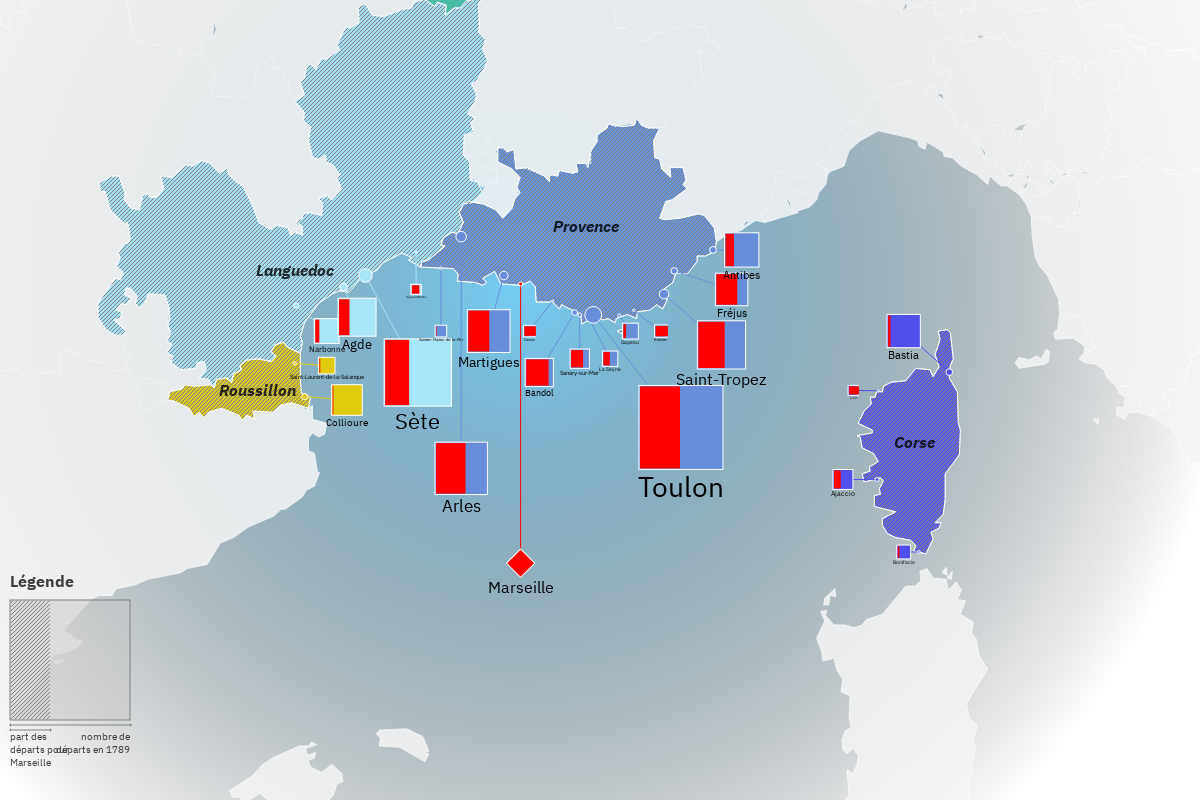 Provence
Languedoc
Antibes
Fréjus
Narbonne
Agde
Martigues
Saintes-Maries-de-la-Mer
Gapeau
La Seyne
Sanary-sur-Mer
Saint-Laurent-de-la-Salanque
Saint-Tropez
Bastia
Roussillon
Bandol
Collioure
Sète
Corse
Toulon
Ajaccio
Arles
Bonifacio
Marseille
Légende
part des
départs pour
Marseille
nombre de
départs en 1789